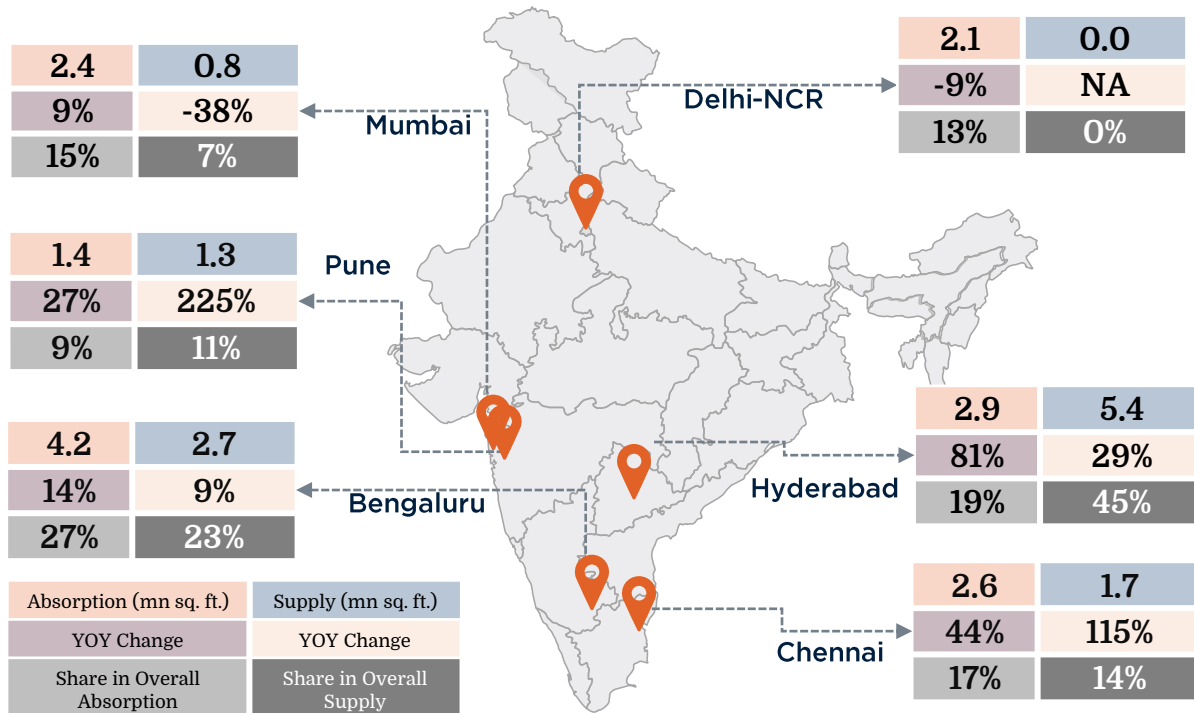 2.4 0.8
9% -38%
15% 7%
Mumbai
Delhi-NCR
2.1 0.0
-9% NA
13% 0%
1.4 1.3
27% 225%
9% 11%
Pune
4.2 2.7
14% 9%
27% 23%
Bengaluru
Hyderabad
2.9 5.4
81% 29%
19% 45%
Chennai
2.6 1.7
44% 115%
17% 14%
Absorption (mn sq. ft.) Supply (mn sq. ft.)
YOY Change YOY Change
Share in Overall
Absorption
Share in Overall
Supply